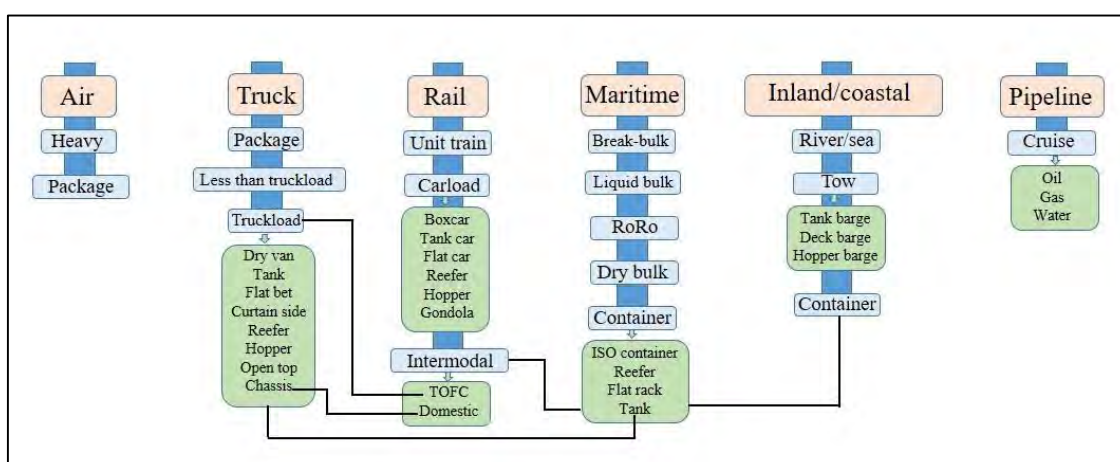 Air
Heavy
Package
Truck
Package
Less than truckload
Truckload
Dry van
Tank
Flat bet
Curtain side
Reefer
Hopper
Open top
Chassis
Rail
Unit train
Carload
Boxcar
Tank car
Flat car
Reefer
Hopper
Gondola
Intermodal
TOFC
Domestic
Maritime
Break-bulk
Liquid bulk
RoRo
Dry bulk
Container
ISO container
Reefer
Flat rack
Tank
Inland/coastal
River/sea
Tow
Tank barge
Deck barge
Hopper barge
Container
Pipeline
Cruise
Oil
Gas
Water